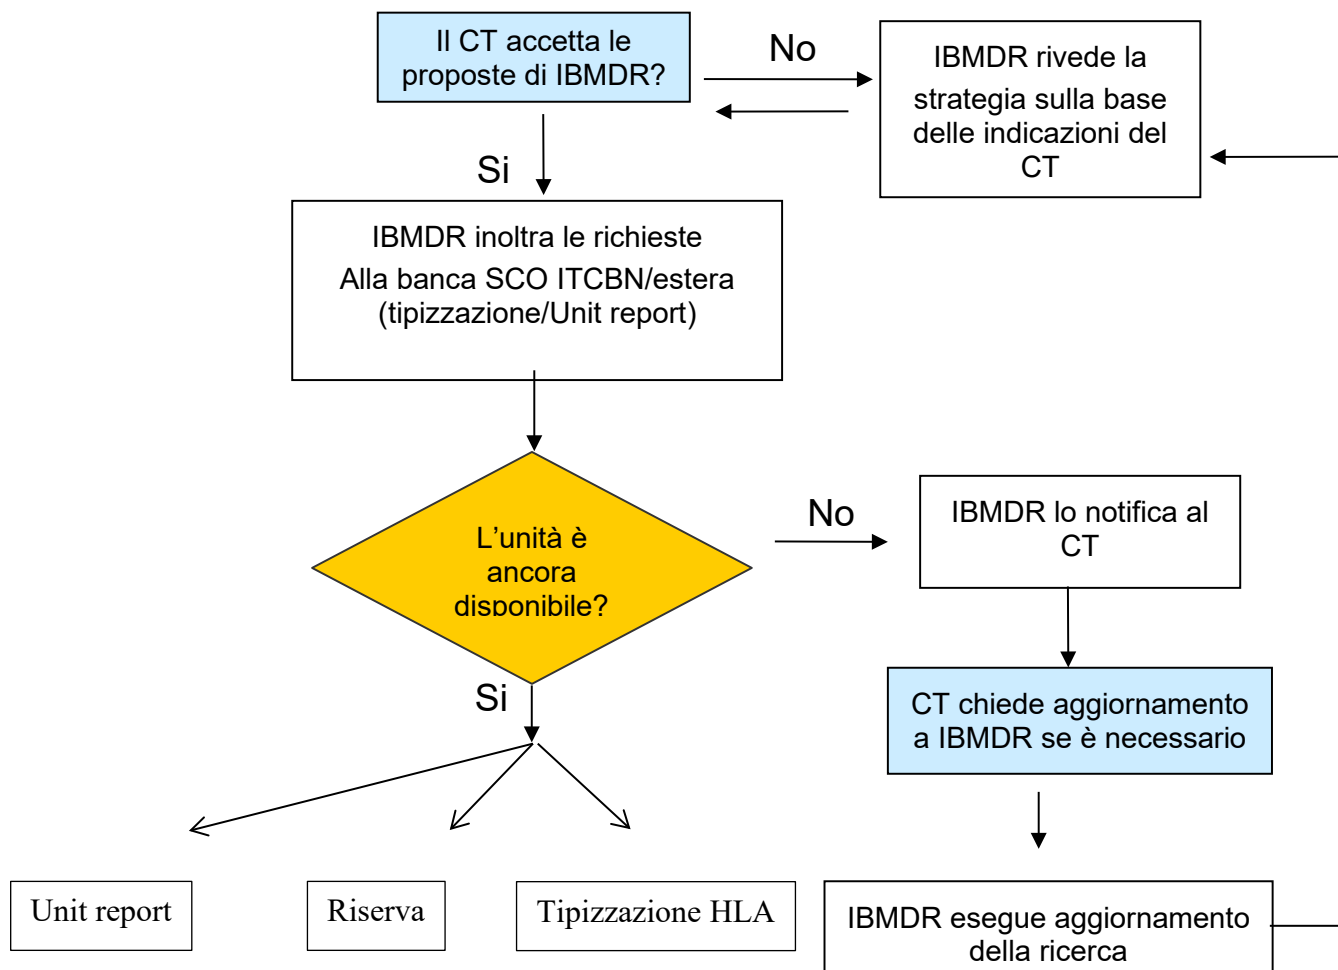 Il CT accetta le
proposte di IBMDR?
No
IBMDR rivede la
strategia sulla base
delle indicazioni del
CT
Si
IBMDR inoltra le richieste
Alla banca SCO ITCBN/estera
(tipizzazione/Unit report)
L'unità è
ancora
disponibile?
No
IBMDR lo notifica al
CT
Si
CT chiede aggiornamento
a IBMDR se è necessario
Unit report
Riserva
Tipizzazione HLA
IBMDR esegue aggiornamento
della ricerca